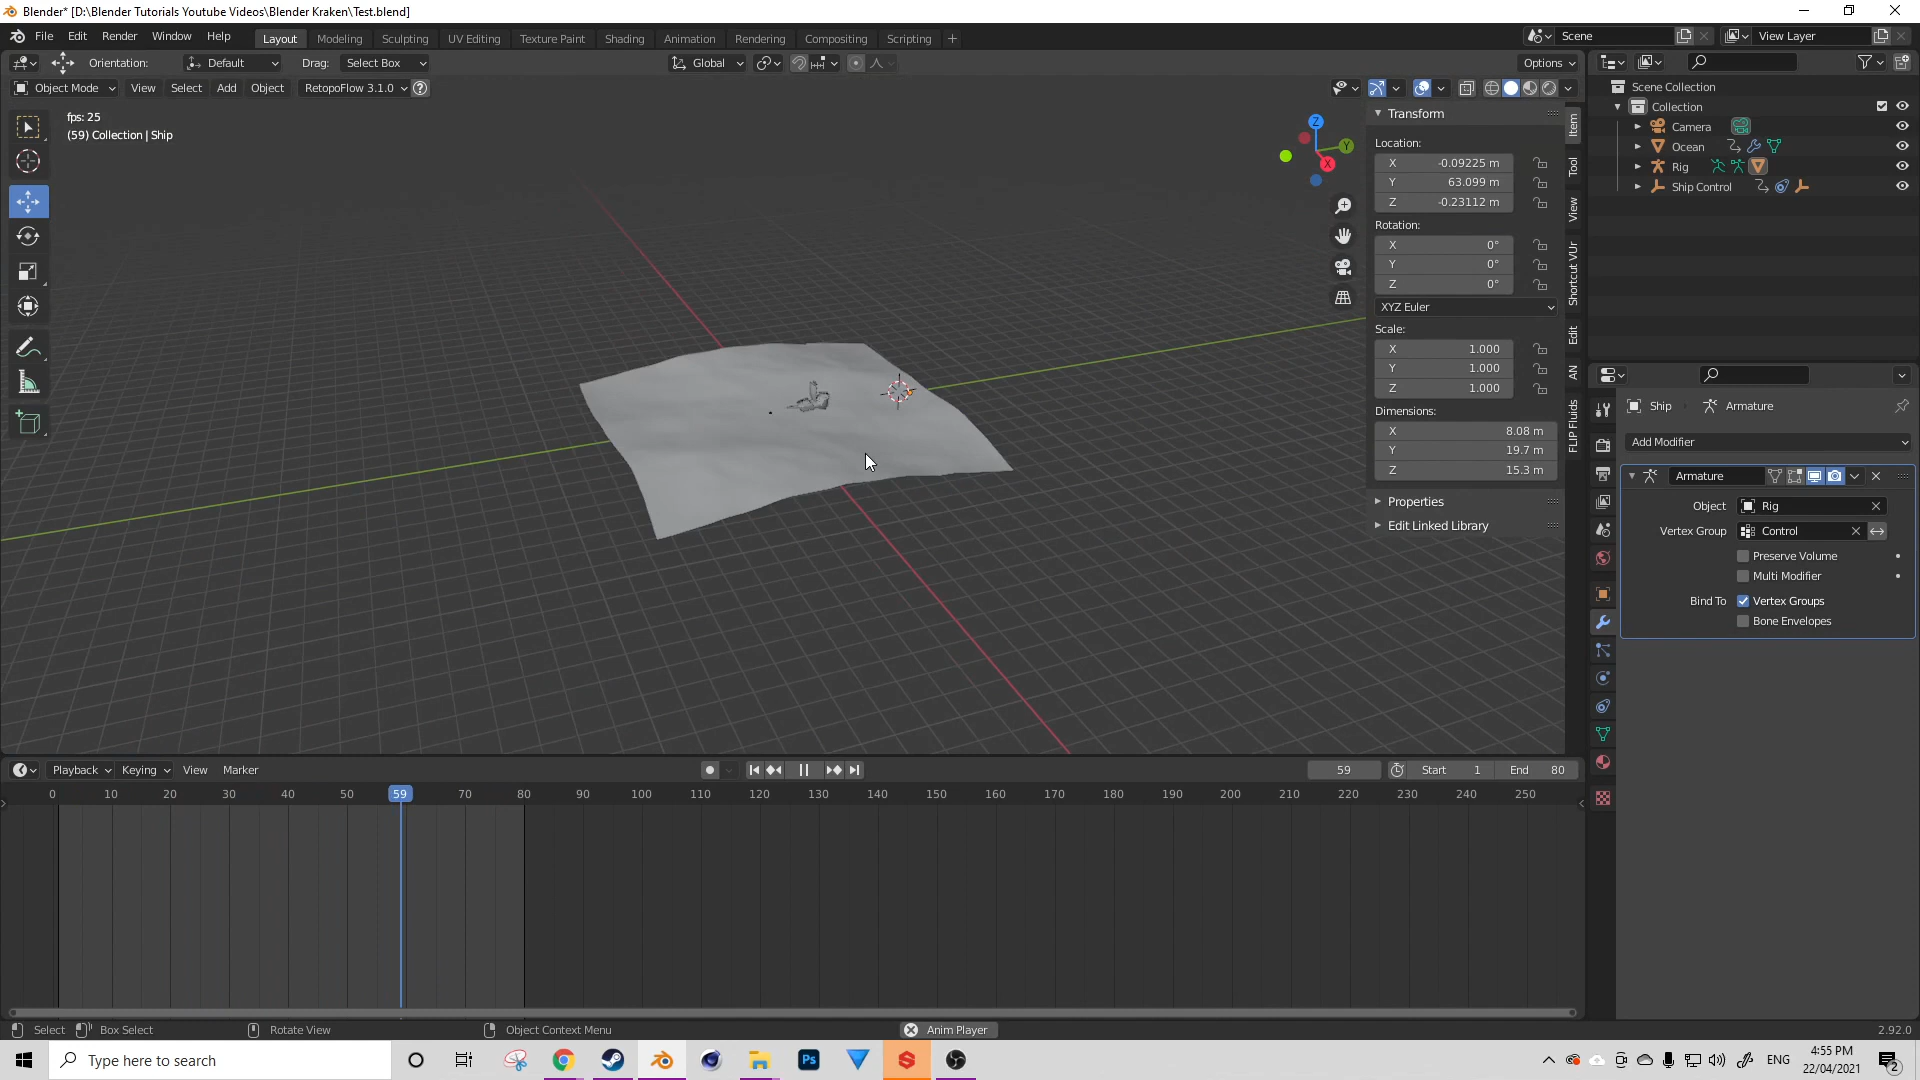 Blender* [D:\Blender Tutorials Youtube Videos\Blender Kraken\Test.blend]
File Edit Render Window Help Layout Modeling Sculpting UV Editing Texture Paint Shading Animation Rendering Compositing Scripting + Scene View Layer
Orientation: Default Drag: Select Box Global Options
Object Mode View Select Add Object RetopoFlow 3.1.0 ?
fps: 25
(59) Collection | Ship
Z
Y
X
Transform
Location:
X -0.09225 m
Y 63.099 m
Z -0.23112 m
Rotation:
X 0°
Y 0°
Z 0°
XYZ Euler
Scale:
X 1.000
Y 1.000
Z 1.000
Dimensions:
X 8.08 m
Y 19.7 m
Z 15.3 m
Properties
Edit Linked Library
Item
Tool
View
Shortcut VUr
Edit
AN
FLIP Fluids
Scene Collection
Collection
Camera
Ocean
Rig
Ship Control
Ship Armature
Add Modifier
Armature
Object Rig
Vertex Group Control
Preserve Volume
Multi Modifier
Bind To Vertex Groups
Bone Envelopes
Playback Keying View Marker 59 Start 1 End 80
0 10 20 30 40 50 59 70 80 90 100 110 120 130 140 150 160 170 180 190 200 210 220 230 240 250
Select Box Select Rotate View Object Context Menu Anim Player 2.92.0
Type here to search
Ps
ENG
4:55 PM
22/04/2021
2